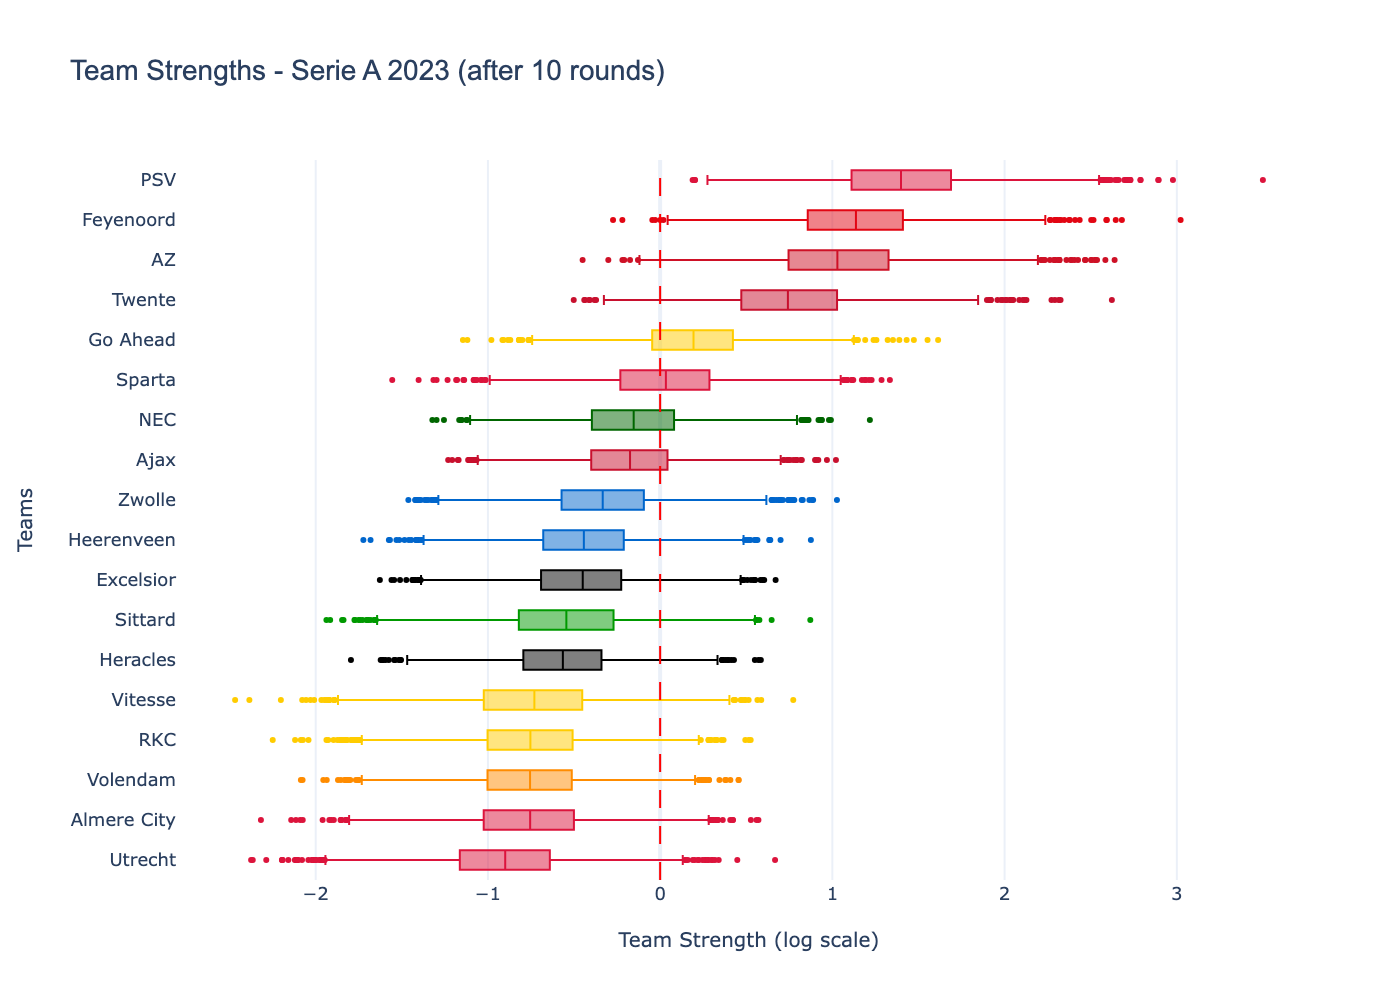 Team Strengths - Serie A 2023 (after 10 rounds)
PSV
Feyenoord
AZ
Twente
Go Ahead
Sparta
NEC
Ajax
Zwolle
Heerenveen
Excelsior
Sittard
Heracles
Vitesse
RKC
Volendam
Almere City
Utrecht
Teams
−2 −1 0 1 2 3
Team Strength (log scale)